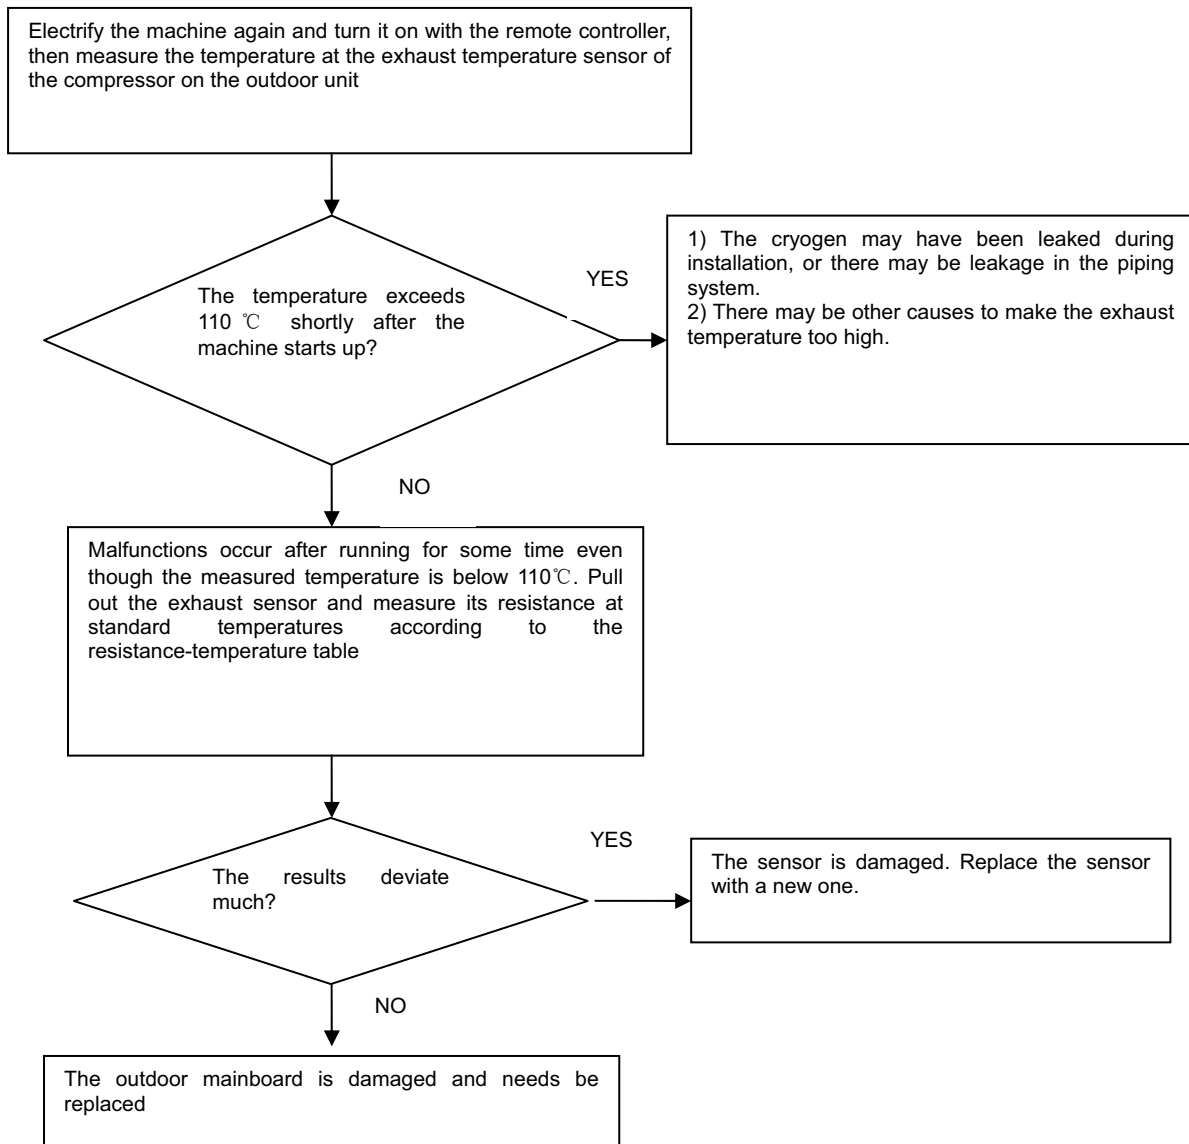 Electrify the machine again and turn it on with the remote controller,
then measure the temperature at the exhaust temperature sensor of
the compressor on the outdoor unit
The temperature exceeds
110 ℃ shortly after the
machine starts up?
YES
1) The cryogen may have been leaked during
installation, or there may be leakage in the piping
system.
2) There may be other causes to make the exhaust
temperature too high.
NO
Malfunctions occur after running for some time even
though the measured temperature is below 110℃. Pull
out the exhaust sensor and measure its resistance at
standard temperatures according to the
resistance-temperature table
The results deviate
much?
YES
The sensor is damaged. Replace the sensor
with a new one.
NO
The outdoor mainboard is damaged and needs be
replaced